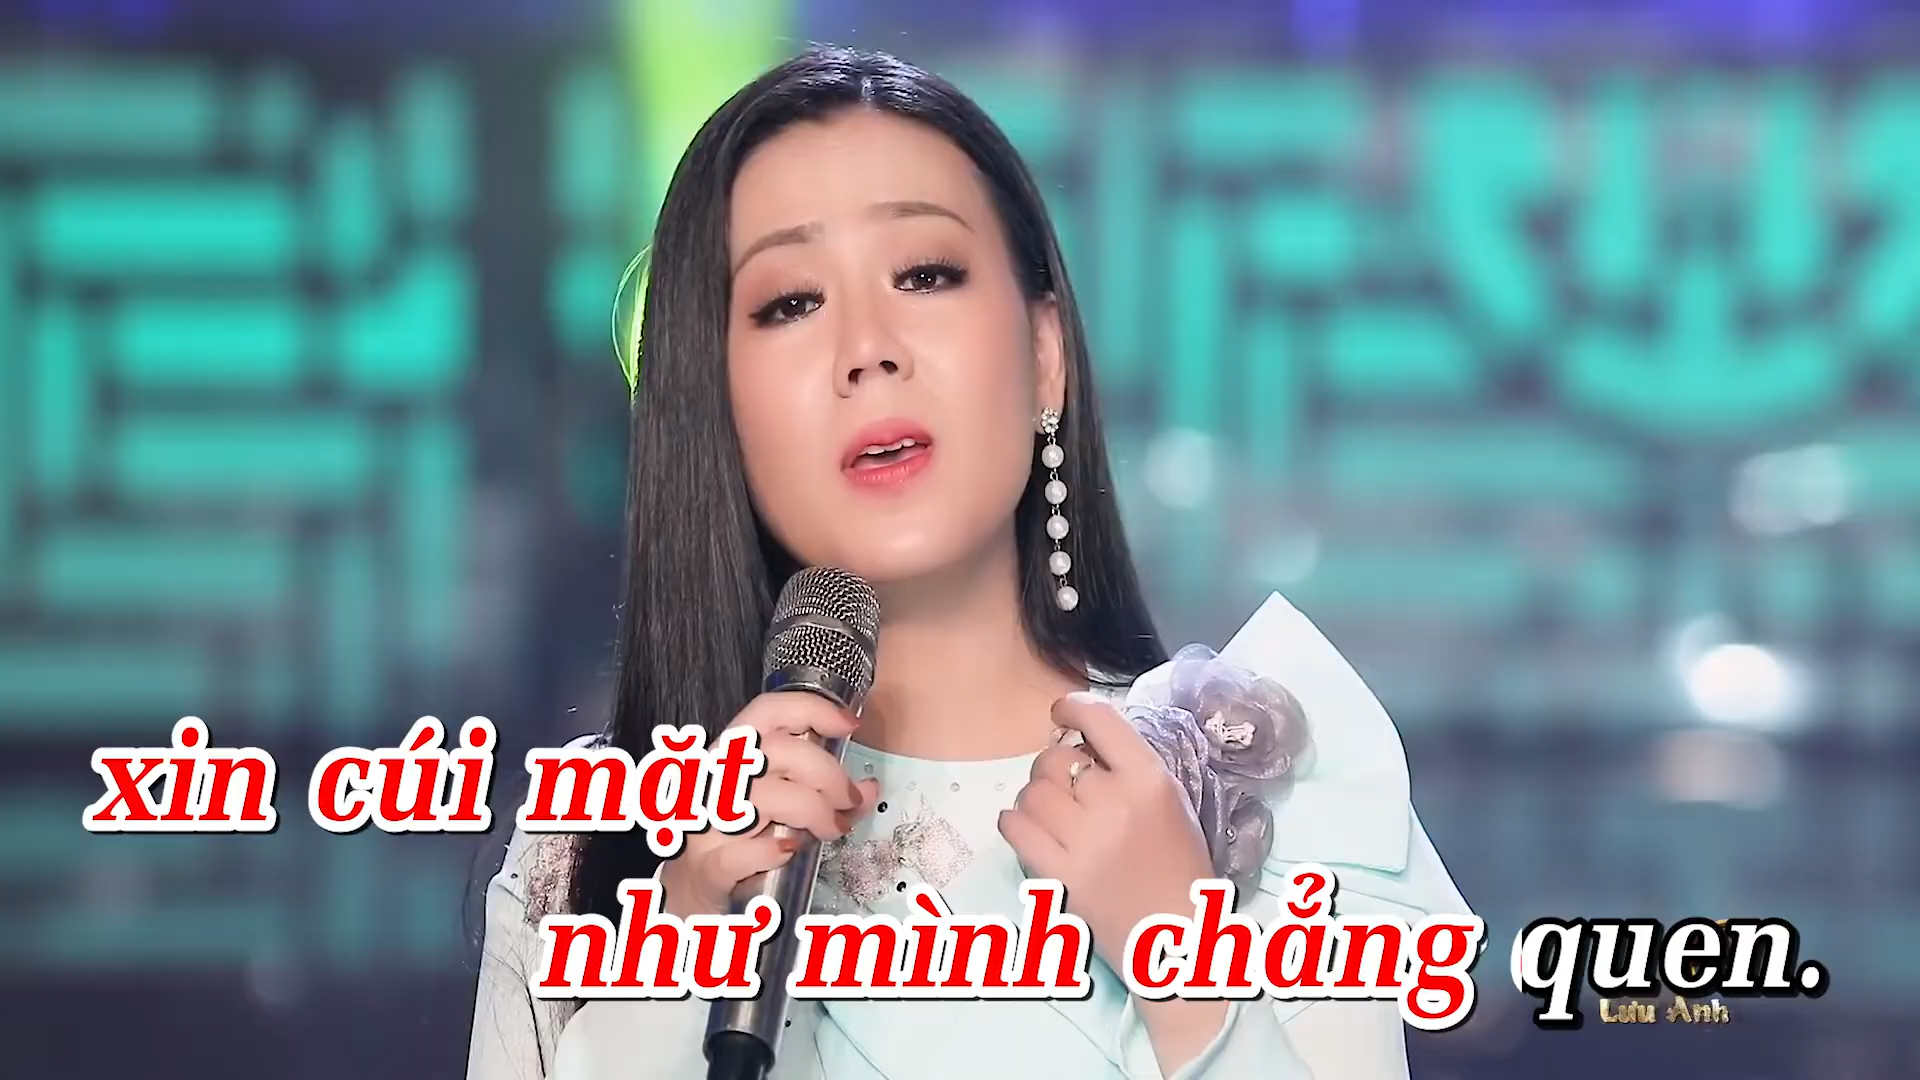 xin cúi mặt
như mình chẳng quen.
Lưu Anh